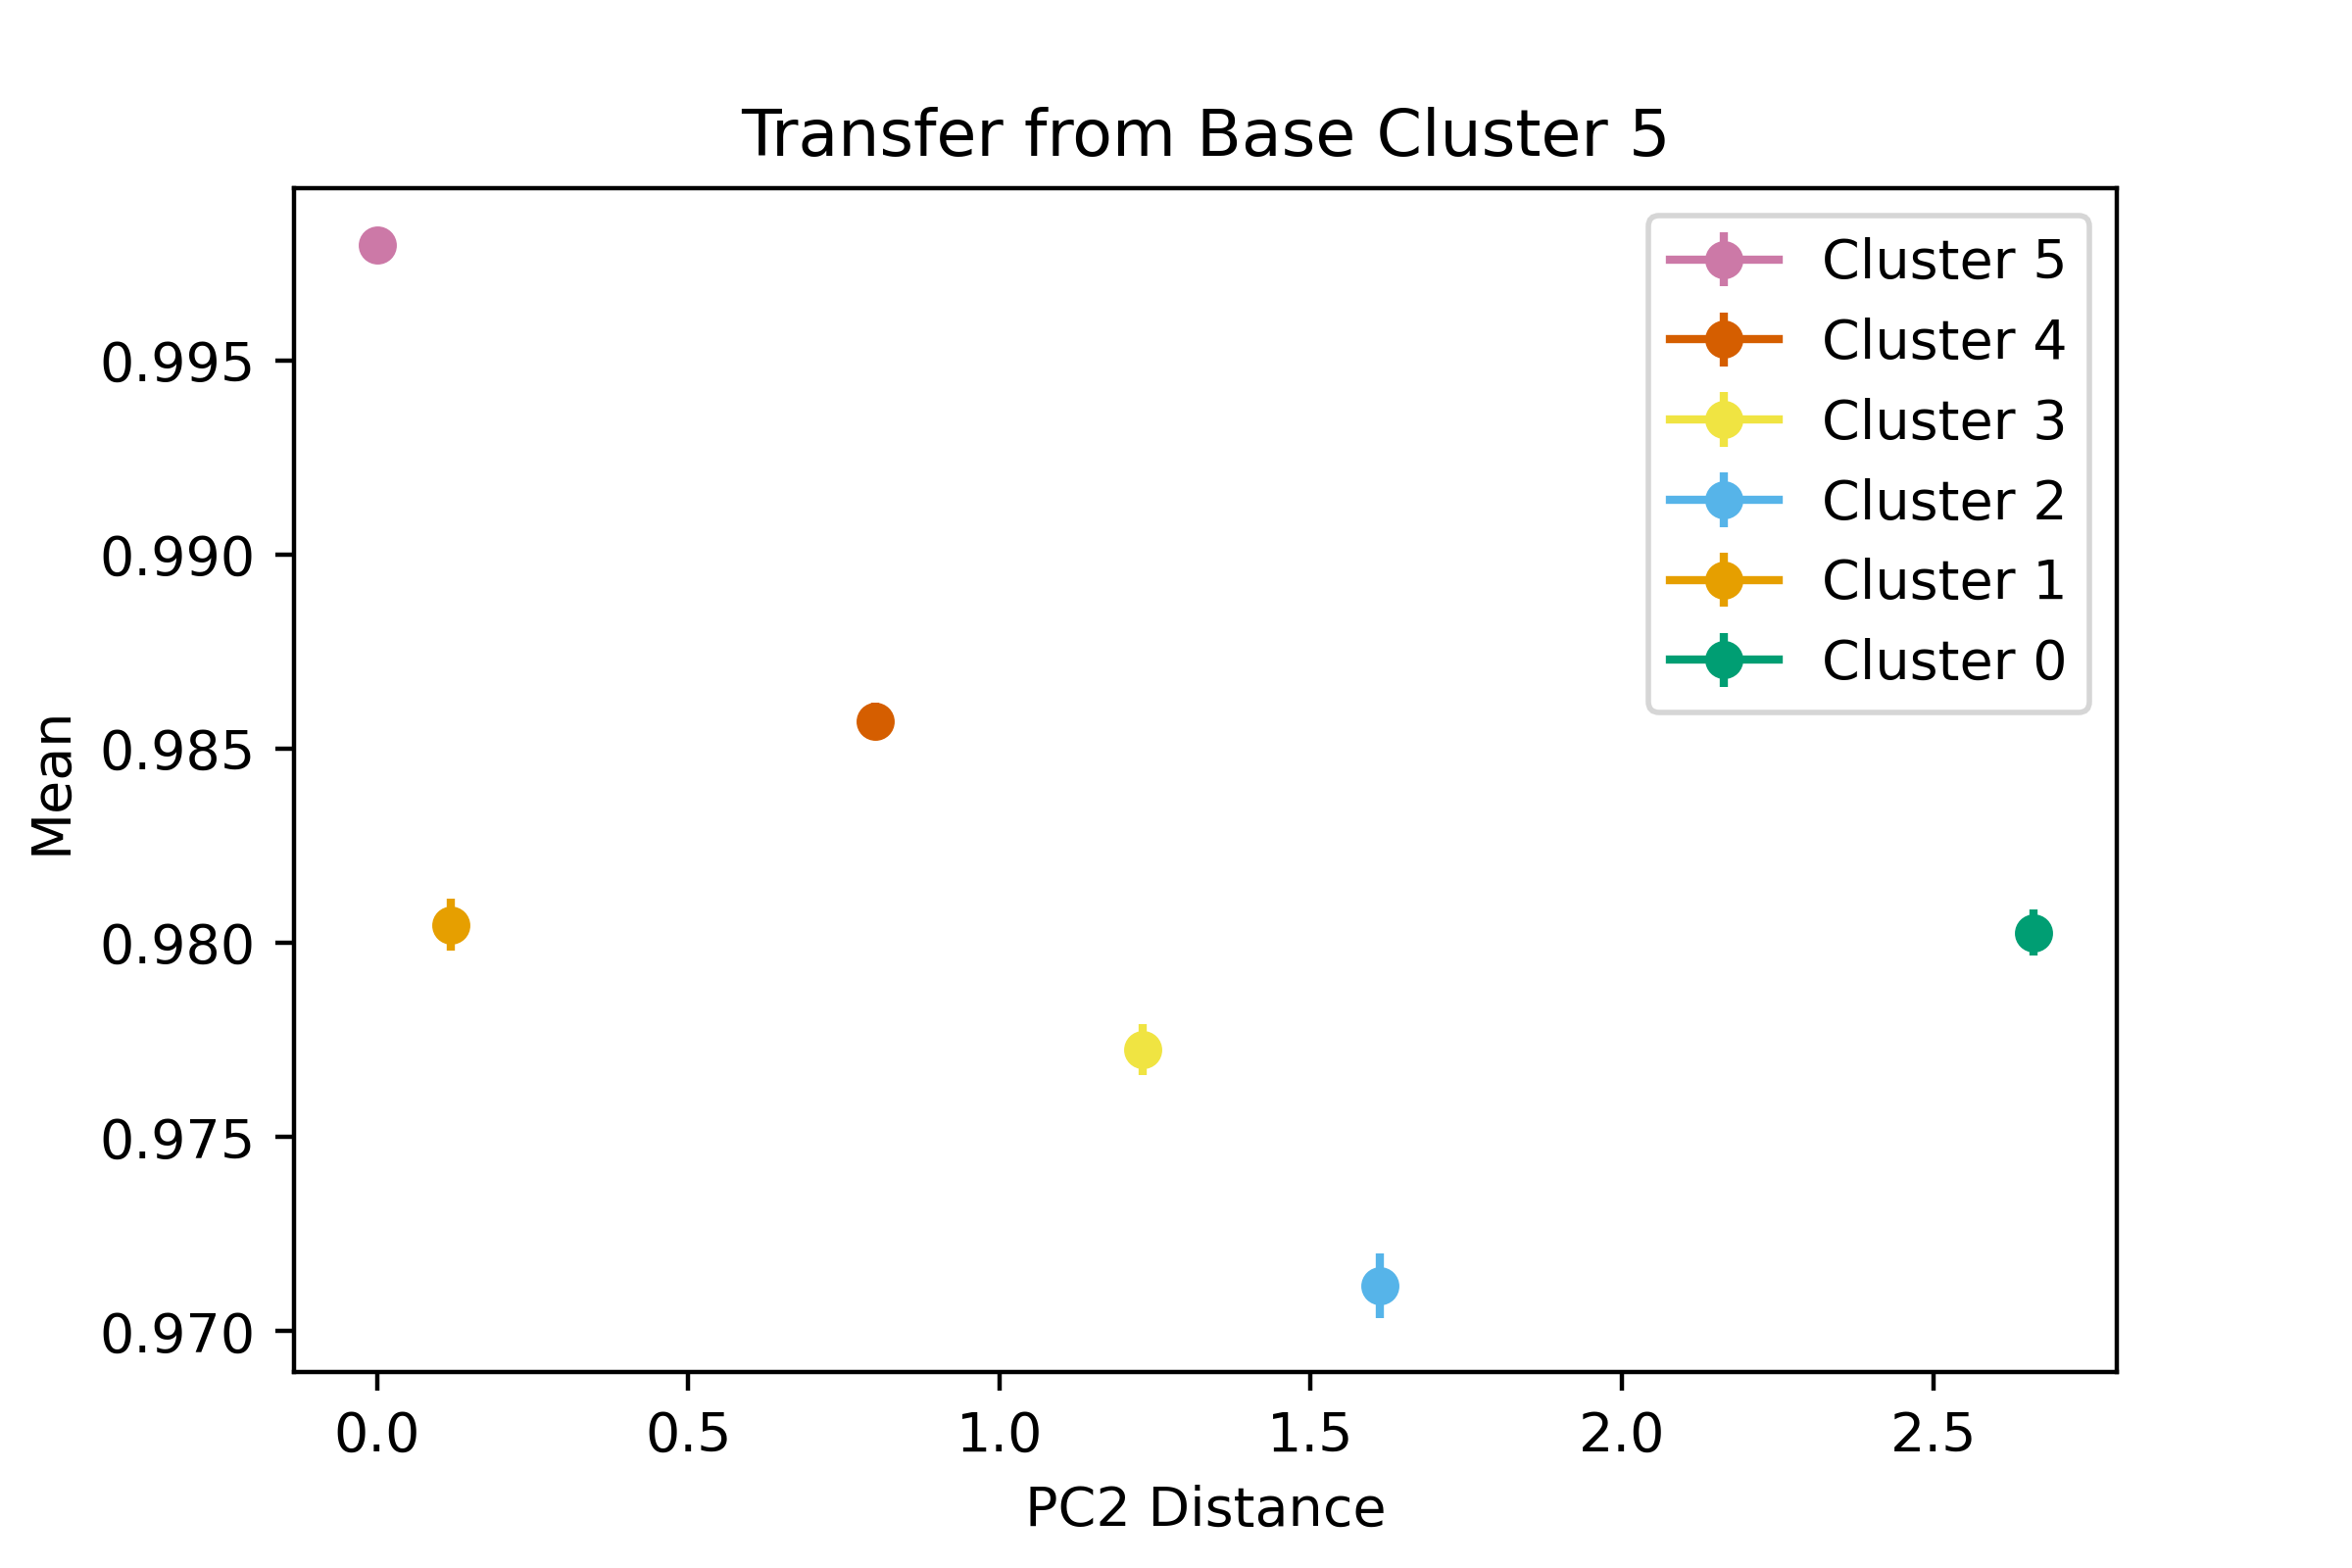 Transfer from Base Cluster 5
Mean
0.995
0.990
0.985
0.980
0.975
0.970
Cluster 5
Cluster 4
Cluster 3
Cluster 2
Cluster 1
Cluster 0
0.0 0.5 1.0 1.5 2.0 2.5
PC2 Distance